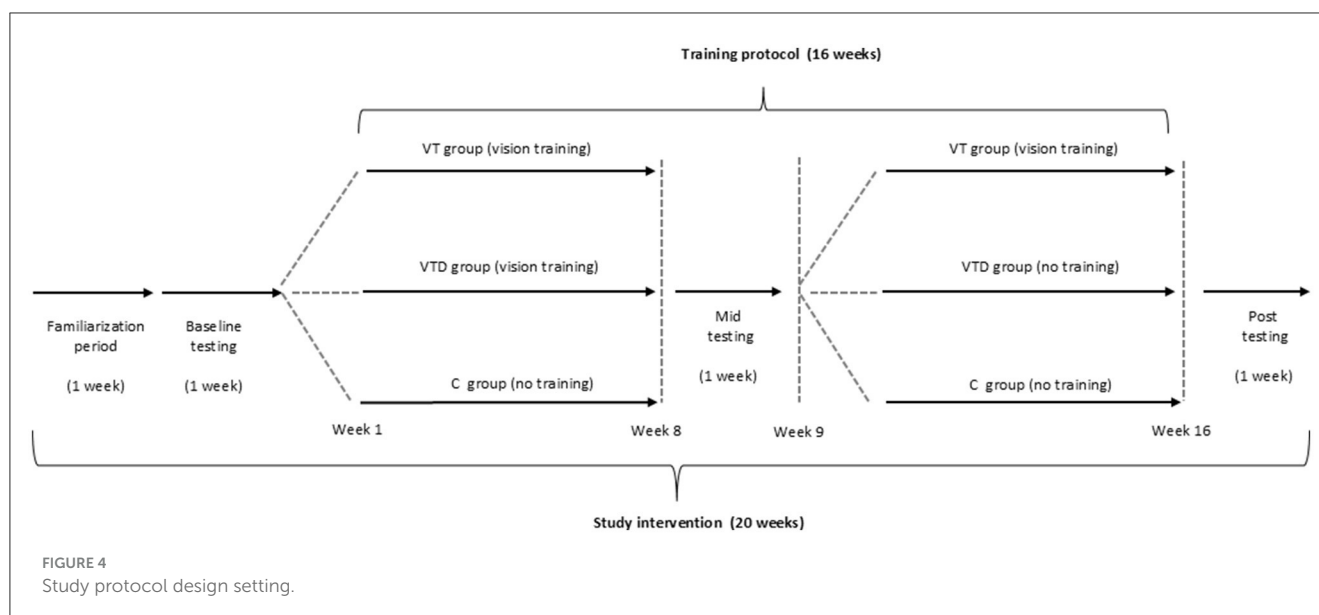 Training protocol (16 weeks)
VT group (vision training)
VT group (vision training)
VTD group (vision training)
VTD group (no training)
Familiarization
period
(1 week)
Baseline
testing
(1 week)
Mid
testing
(1 week)
Post
testing
(1 week)
C group (no training)
C group (no training)
Week 1
Week 8
Week 9
Week 16
Study intervention (20 weeks)
FIGURE 4
Study protocol design setting.